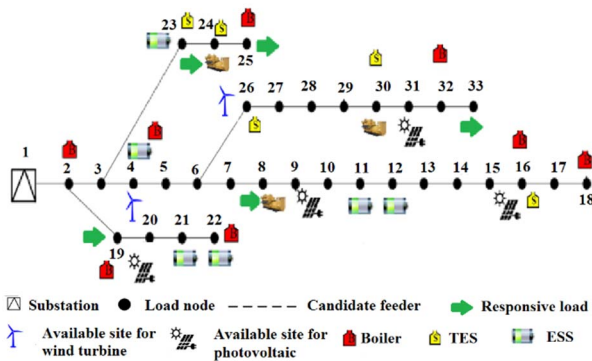 23 24
25
26 27 28 29 30 31 32 33
1
2 3 4 5 6 7 8 9 10 11 12 13 14 15 16 17
18
20 21 22
19
Substation Load node Candidate feeder Responsive load
Available site for wind turbine
Available site for photovoltaic
B Boiler S TES ESS